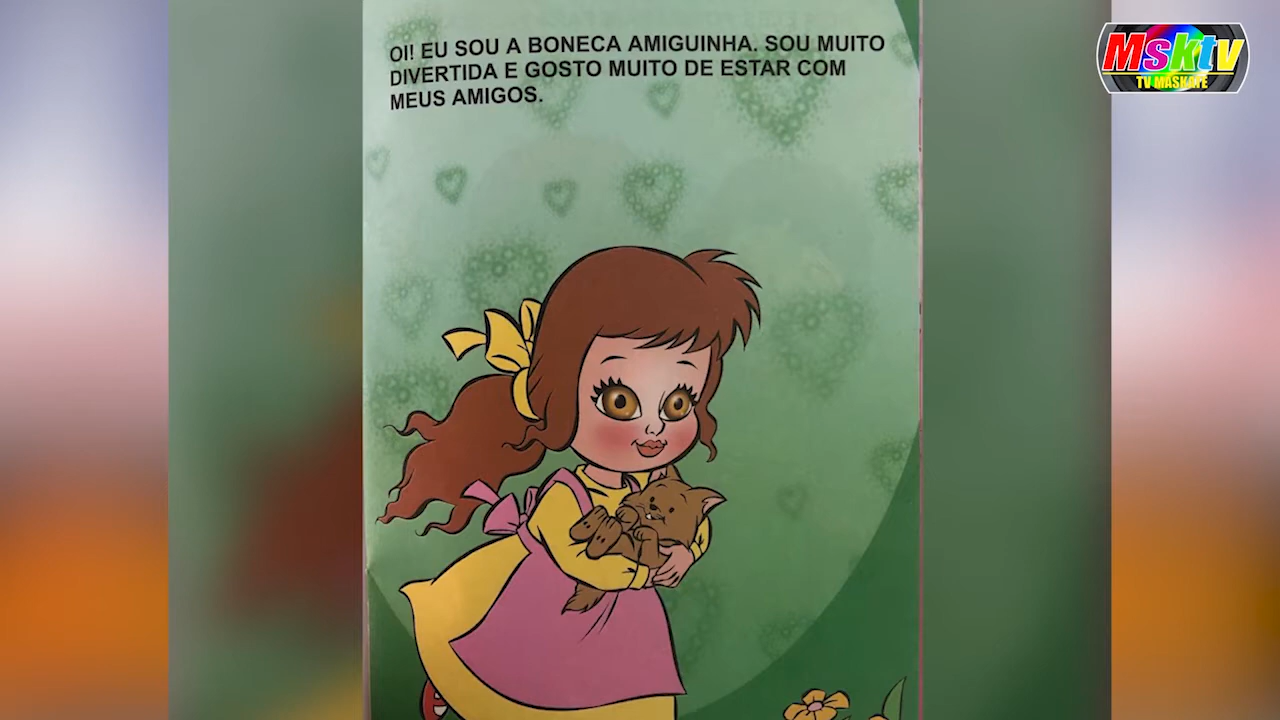 OI! EU SOU A BONECA AMIGUINHA. SOU MUITO
DIVERTIDA E GOSTO MUITO DE ESTAR COM
MEUS AMIGOS.
MsKtv
TV MASKATE